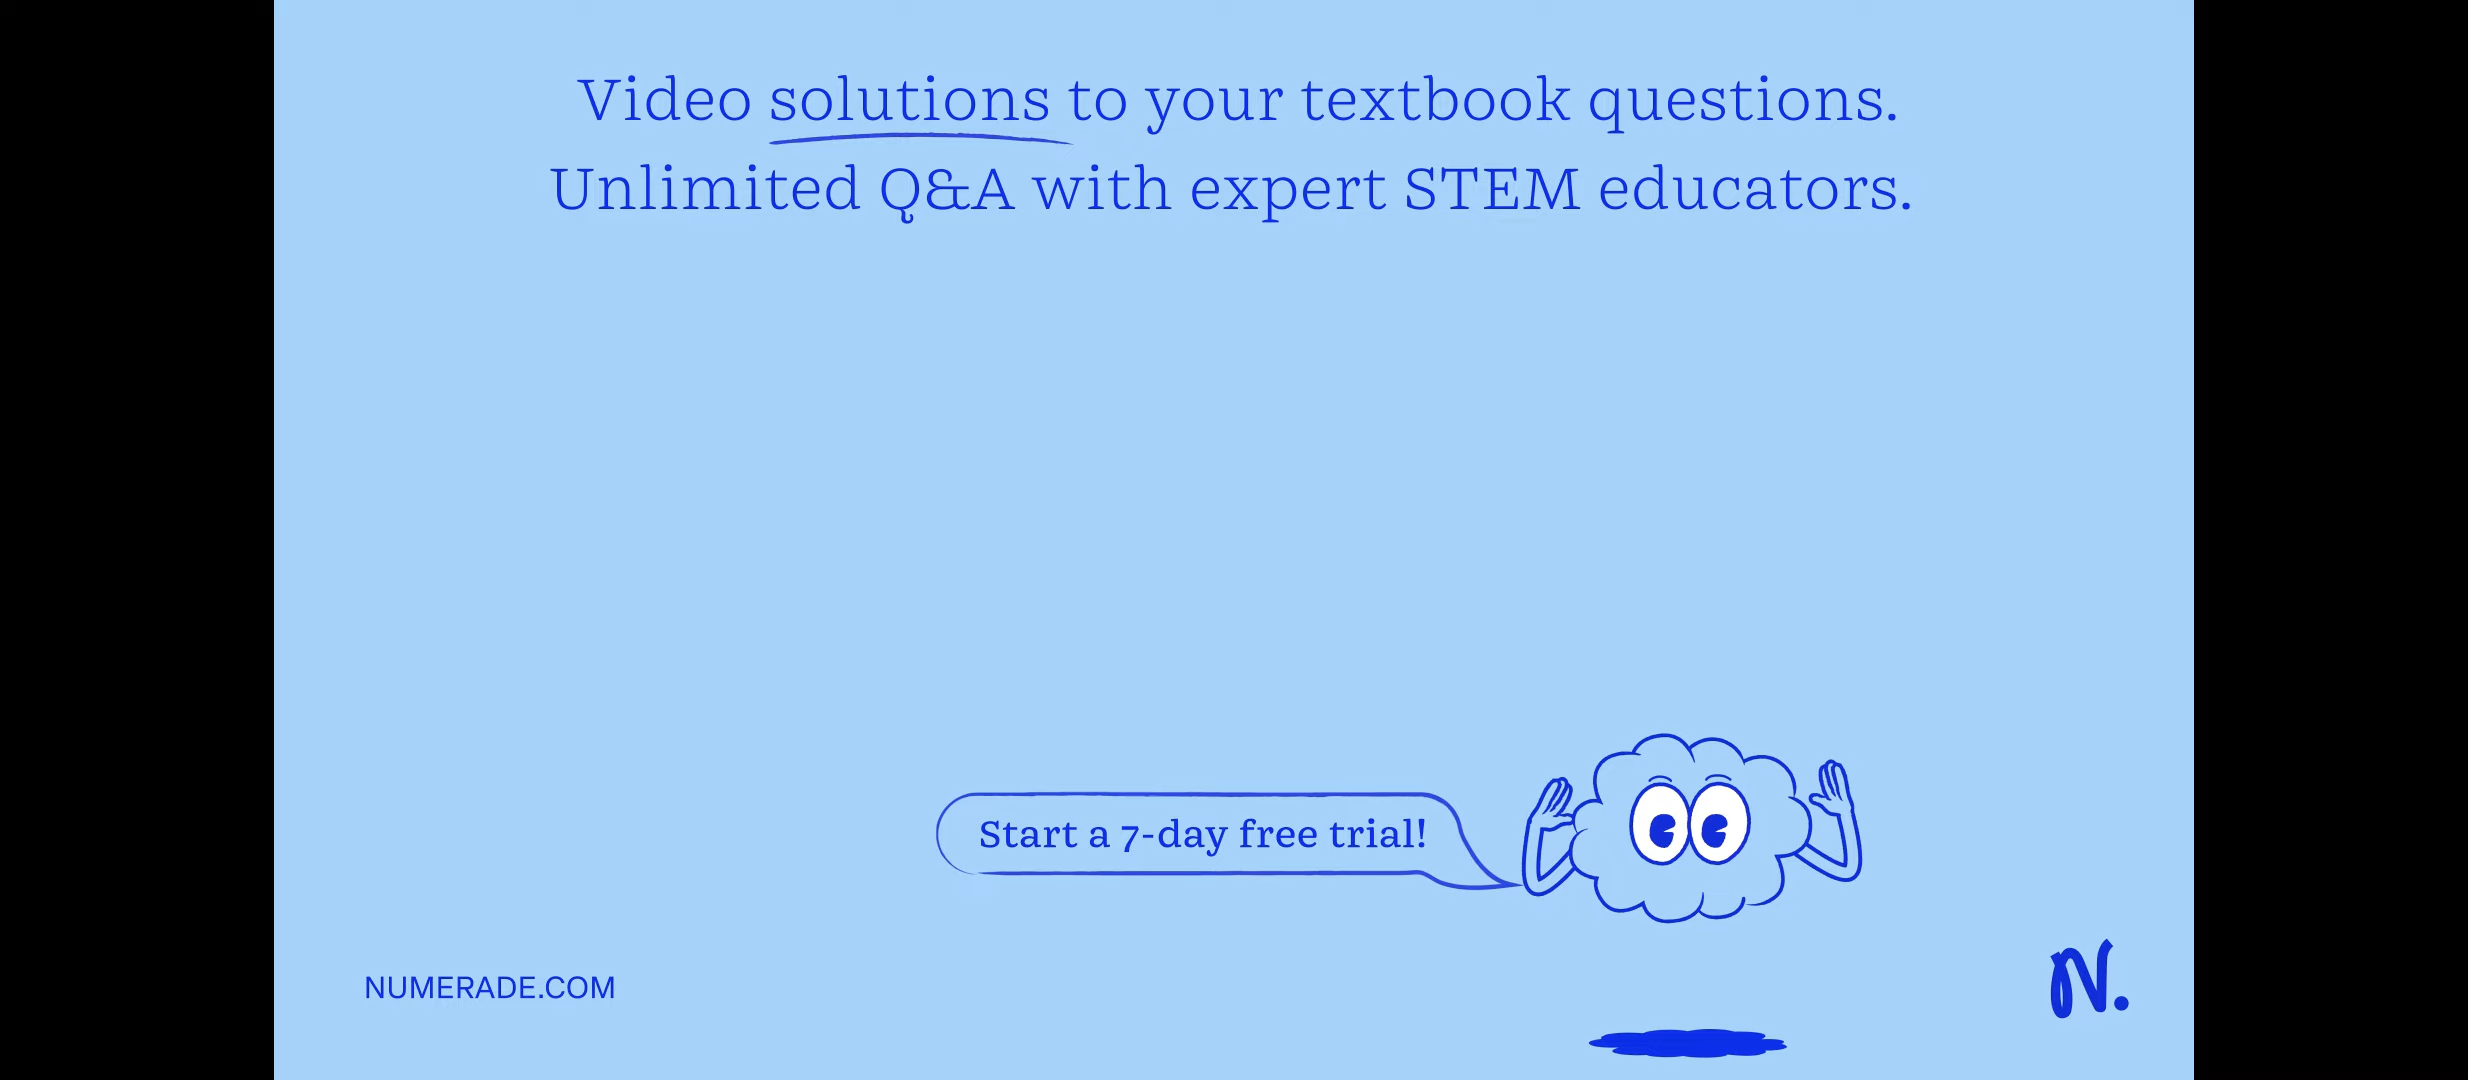 Video solutions to your textbook questions.
Unlimited Q&A with expert STEM educators.
Start a 7-day free trial!
NUMERADE.COM
N.